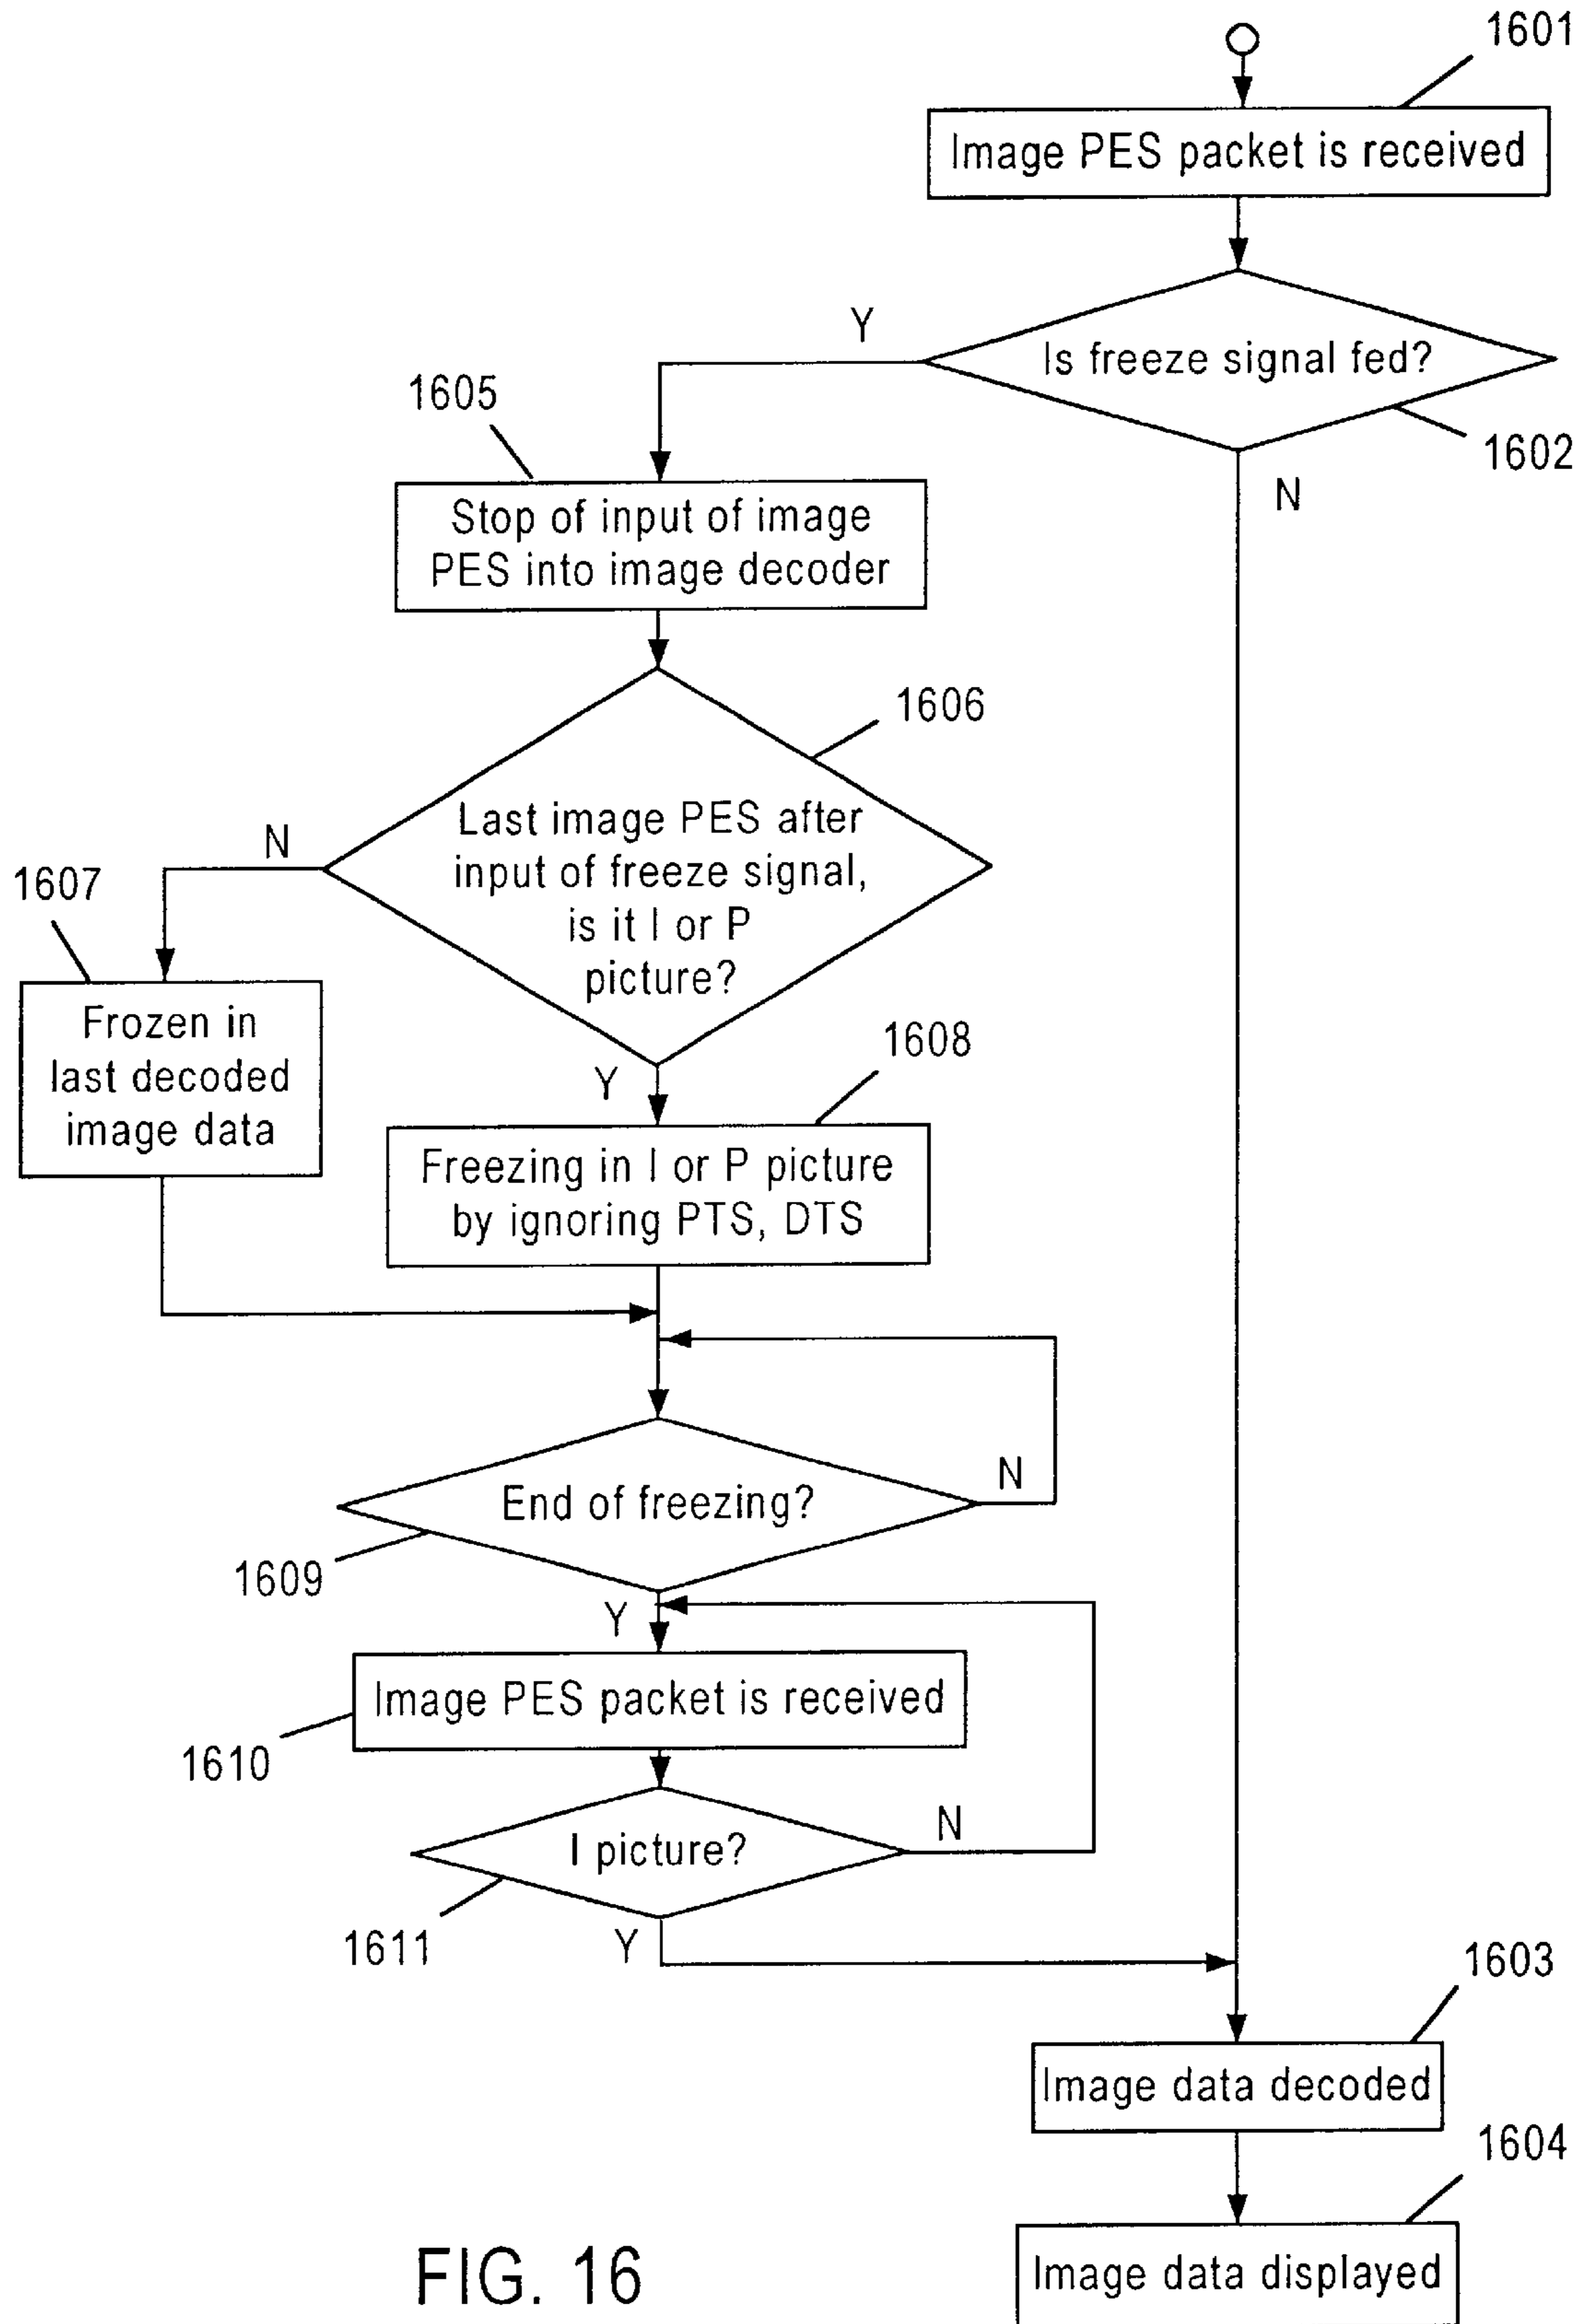 1601
Image PES packet is received
Y
Is freeze signal fed?
1602
N
1605
Stop of input of image
PES into image decoder
1606
Last image PES after
input of freeze signal,
is it I or P
picture?
N
1607
Frozen in
last decoded
image data
Y
1608
Freezing in I or P picture
by ignoring PTS, DTS
End of freezing?
N
1609
Y
Image PES packet is received
1610
I picture?
N
1611
Y
1603
Image data decoded
1604
Image data displayed
FIG. 16